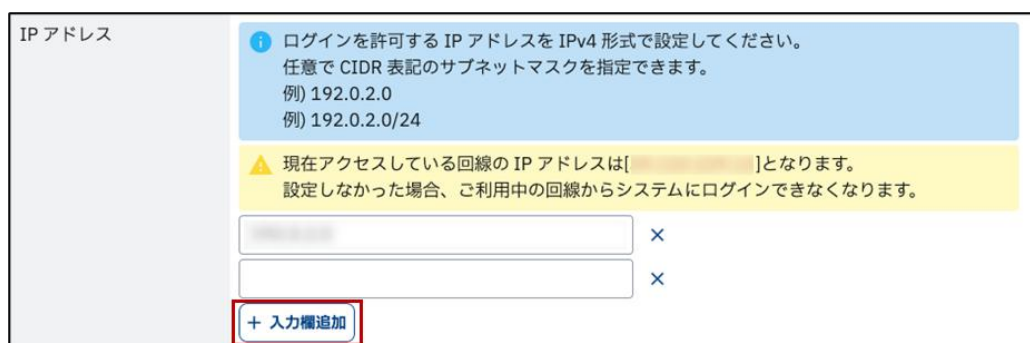 IP アドレス
ログインを許可する IP アドレスを IPv4 形式で設定してください。
任意で CIDR 表記のサブネットマスクを指定できます。
例) 192.0.2.0
例) 192.0.2.0/24
現在アクセスしている回線の IP アドレスは[ ]となります。
設定しなかった場合、ご利用中の回線からシステムにログインできなくなります。
×
×
+ 入力欄追加